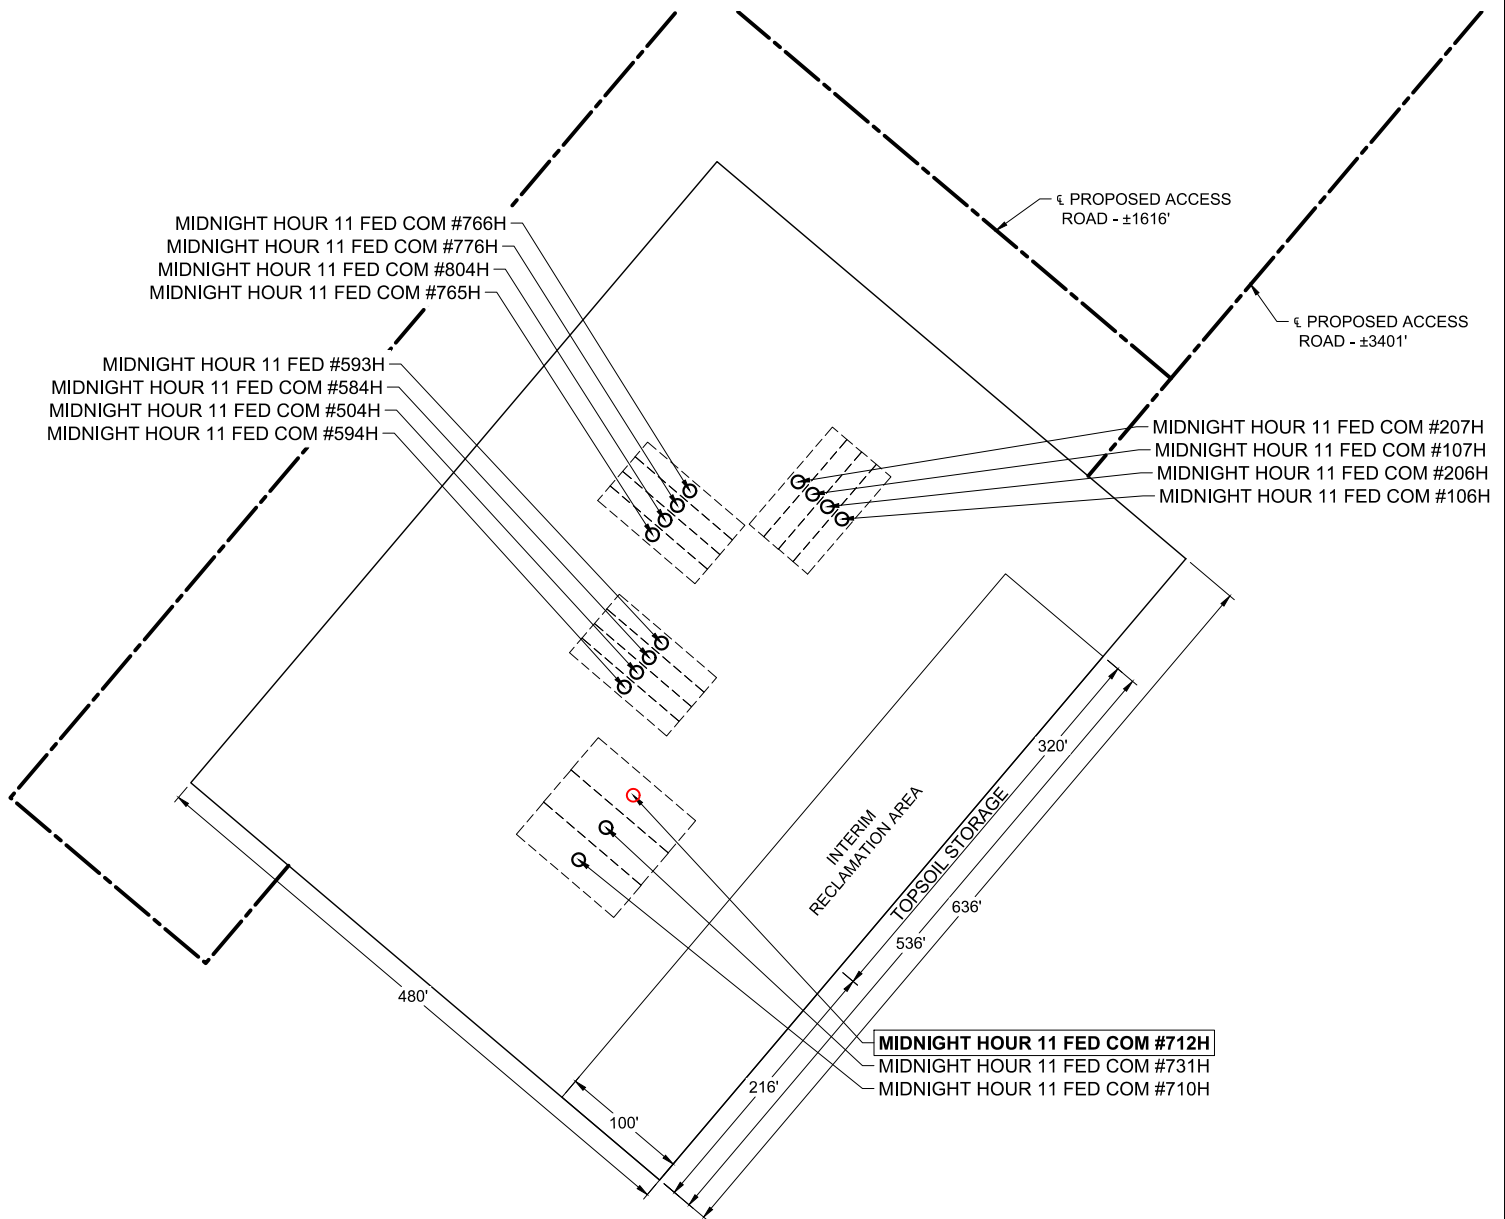 ℄ PROPOSED ACCESS
ROAD - ±1616'
MIDNIGHT HOUR 11 FED COM #766H
MIDNIGHT HOUR 11 FED COM #776H
MIDNIGHT HOUR 11 FED COM #804H
MIDNIGHT HOUR 11 FED COM #765H
℄ PROPOSED ACCESS
ROAD - ±3401'
MIDNIGHT HOUR 11 FED #593H
MIDNIGHT HOUR 11 FED COM #584H
MIDNIGHT HOUR 11 FED COM #504H
MIDNIGHT HOUR 11 FED COM #594H
MIDNIGHT HOUR 11 FED COM #207H
MIDNIGHT HOUR 11 FED COM #107H
MIDNIGHT HOUR 11 FED COM #206H
MIDNIGHT HOUR 11 FED COM #106H
320'
INTERIM
RECLAMATION AREA
TOPSOIL STORAGE
636'
536'
480'
MIDNIGHT HOUR 11 FED COM #712H
MIDNIGHT HOUR 11 FED COM #731H
MIDNIGHT HOUR 11 FED COM #710H
216'
100'